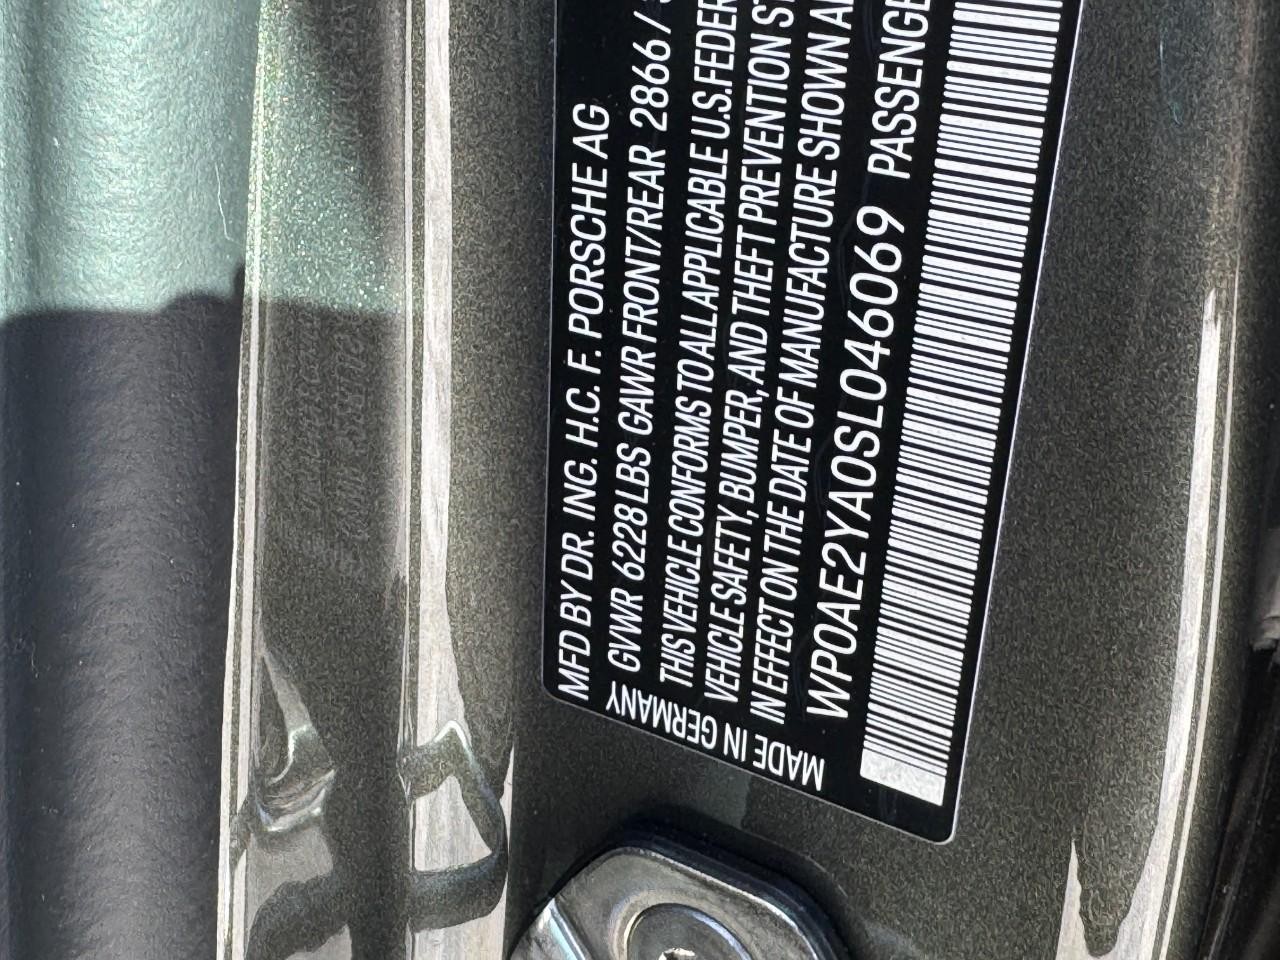 MFD BY DR. ING. H.C. F. PORSCHE AG
GVWR 6228 LBS GAWR FRONT/REAR 2866 /
THIS VEHICLE CONFORMS TO ALL APPLICABLE U.S. FEDER
VEHICLE SAFETY, BUMPER, AND THEFT PREVENTION ST
IN EFFECT ON THE DATE OF MANUFACTURE SHOWN A
WP0AE2YA0SL046069 PASSENGE
MADE IN GERMANY